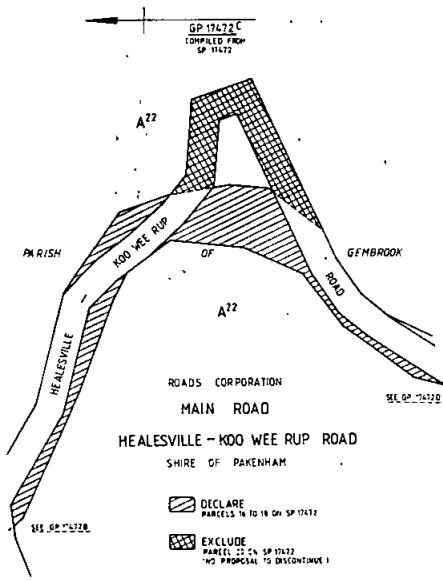 GP 17472C
COMPILED FROM
SP 17472
A22
PARISH
KOO WEE RUP
OF
GEMBROOK
ROAD
HEALESVILLE
A22
SEE GP 17472D
ROADS CORPORATION
MAIN ROAD
HEALESVILLE - KOO WEE RUP ROAD
SHIRE OF PAKENHAM
SEE GP 17472B
DECLARE
PARCELS 16 TO 18 ON SP 17472
EXCLUDE
PARCEL ON SP 17472
NO PROPOSAL TO DISCONTINUE